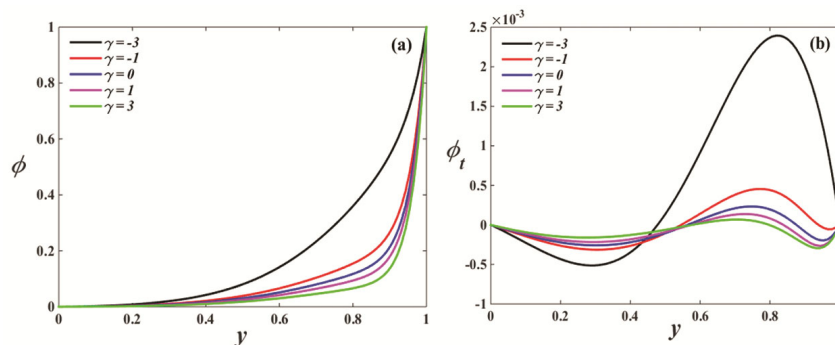 (a)
γ = -3
γ = -1
γ = 0
γ = 1
γ = 3
1
0.8
0.6
0.4
0.2
0
ϕ
0 0.2 0.4 0.6 0.8 1
y
×10⁻³
(b)
γ = -3
γ = -1
γ = 0
γ = 1
γ = 3
2.5
2
1.5
1
0.5
0
-0.5
-1
ϕt
0 0.2 0.4 0.6 0.8
y